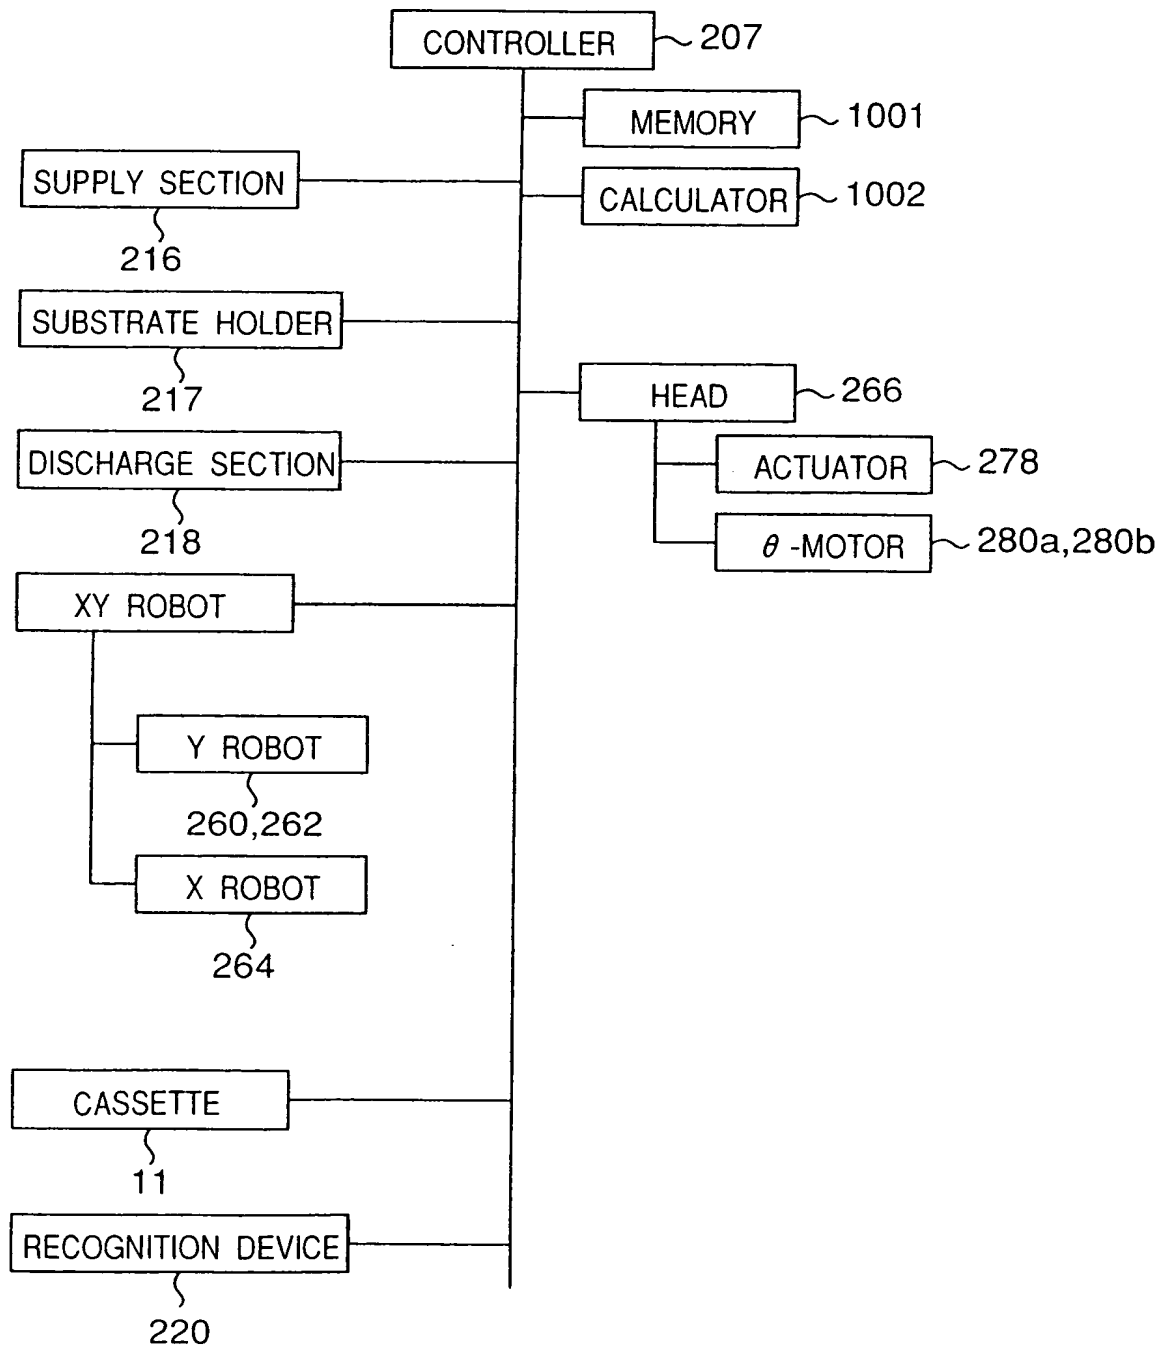 CONTROLLER 207
MEMORY 1001
SUPPLY SECTION
216
CALCULATOR 1002
SUBSTRATE HOLDER
217
HEAD 266
DISCHARGE SECTION
218
ACTUATOR 278
θ-MOTOR 280a,280b
XY ROBOT
Y ROBOT
260,262
X ROBOT
264
CASSETTE
11
RECOGNITION DEVICE
220